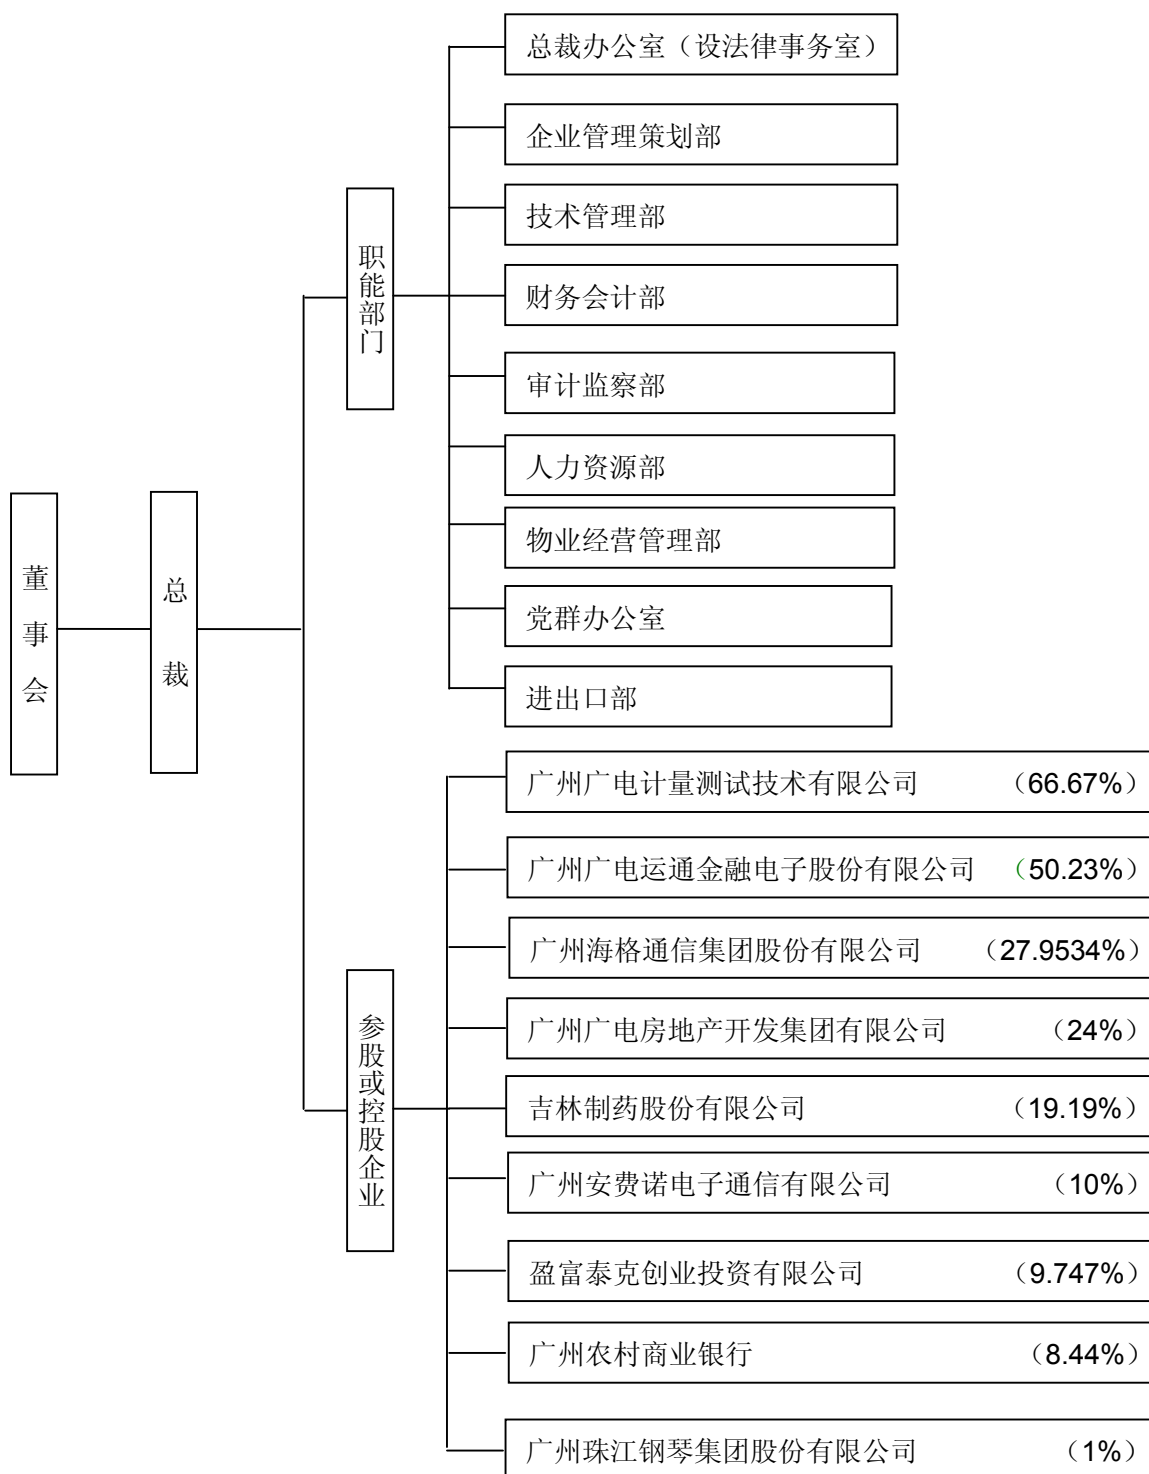 董事会
总裁
职能部门
总裁办公室（设法律事务室）
企业管理策划部
技术管理部
财务会计部
审计监察部
人力资源部
物业经营管理部
党群办公室
进出口部
参股或控股企业
广州广电计量测试技术有限公司 （66.67%）
广州广电运通金融电子股份有限公司 （50.23%）
广州海格通信集团股份有限公司 （27.9534%）
广州广电房地产开发集团有限公司 （24%）
吉林制药股份有限公司 （19.19%）
广州安费诺电子通信有限公司 （10%）
盈富泰克创业投资有限公司 （9.747%）
广州农村商业银行 （8.44%）
广州珠江钢琴集团股份有限公司 （1%）